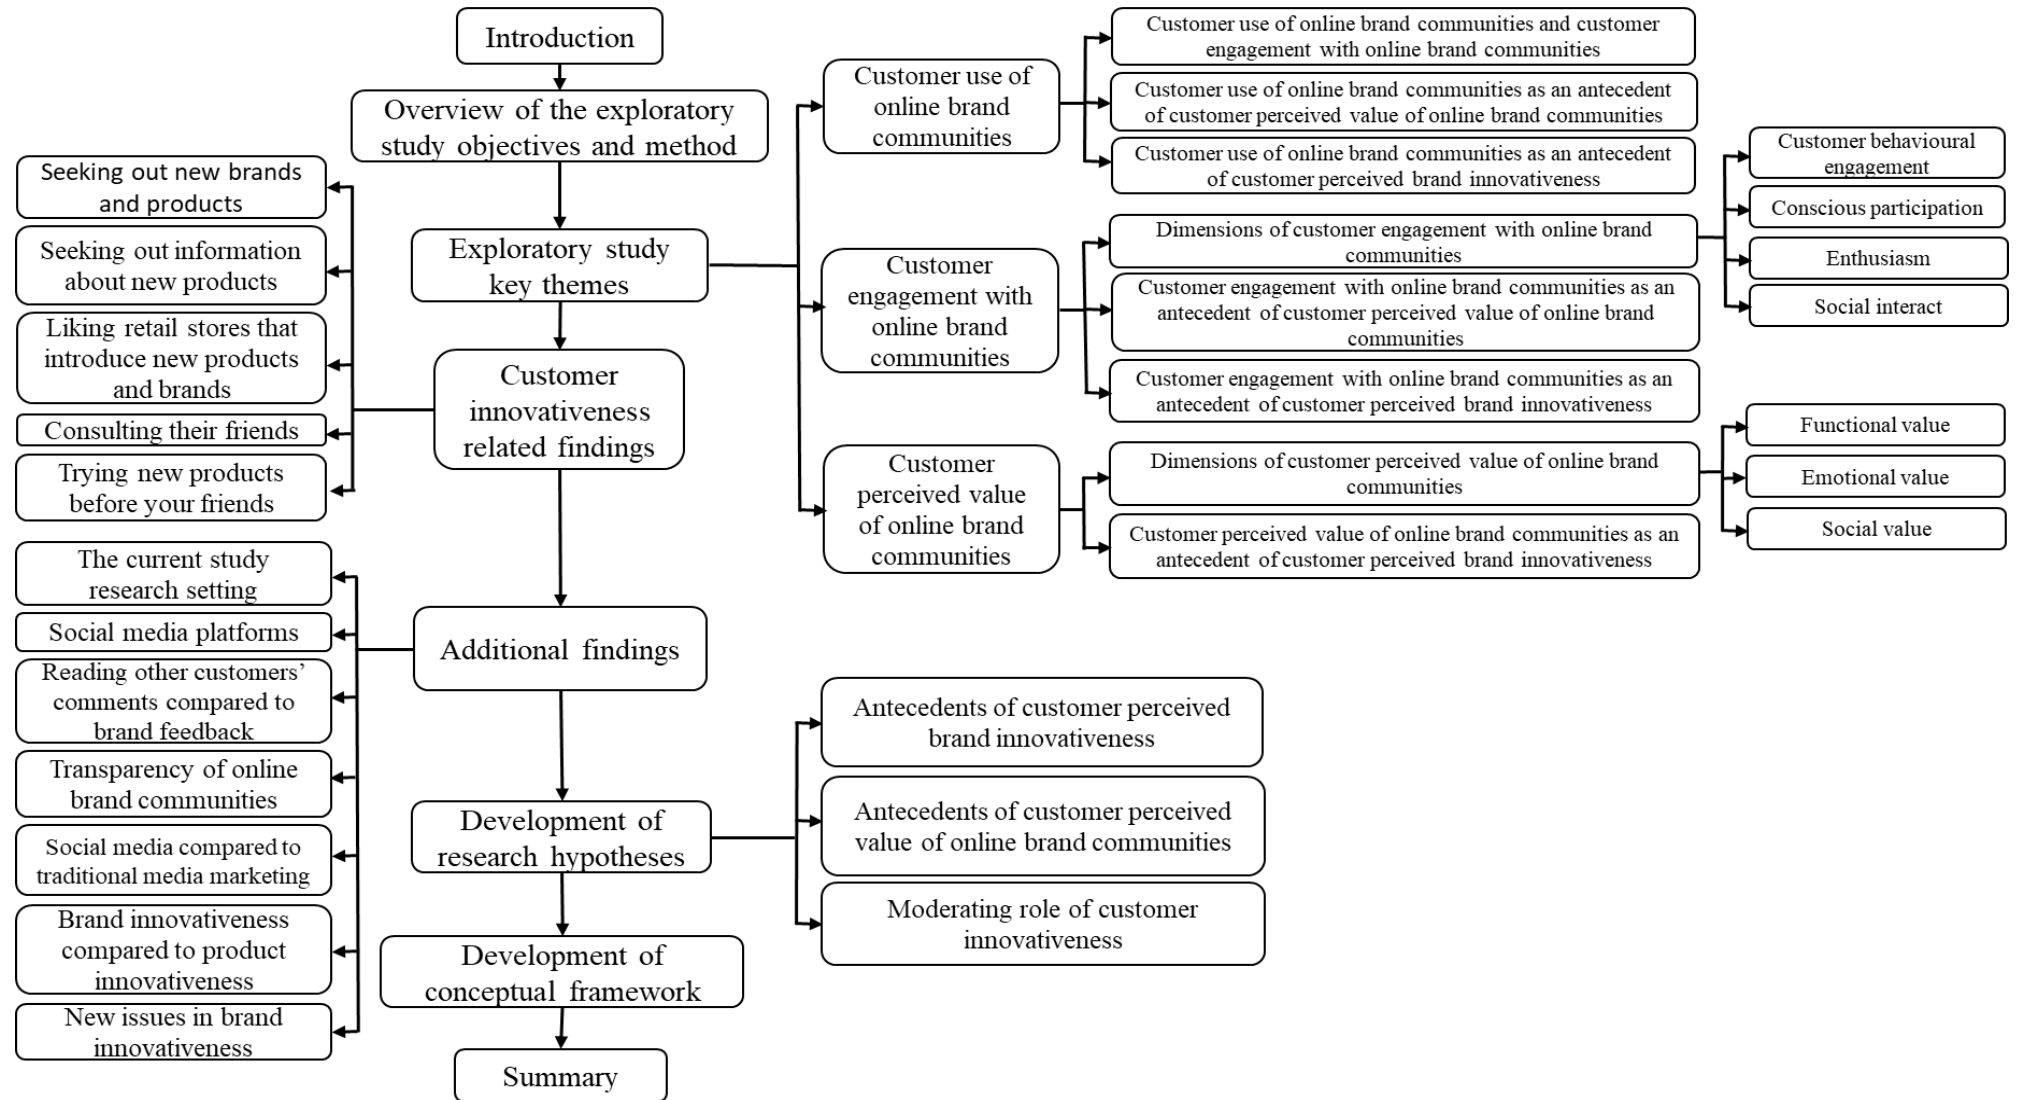 Introduction
Overview of the exploratory
study objectives and method
Exploratory study
key themes
Customer
innovativeness
related findings
Additional findings
Development of
research hypotheses
Development of
conceptual framework
Summary
Seeking out new brands
and products
Seeking out information
about new products
Liking retail stores that
introduce new products
and brands
Consulting their friends
Trying new products
before your friends
The current study
research setting
Social media platforms
Reading other customers’
comments compared to
brand feedback
Transparency of online
brand communities
Social media compared to
traditional media marketing
Brand innovativeness
compared to product
innovativeness
New issues in brand
innovativeness
Customer use of
online brand
communities
Customer use of online brand communities and customer
engagement with online brand communities
Customer use of online brand communities as an antecedent
of customer perceived value of online brand communities
Customer use of online brand communities as an antecedent
of customer perceived brand innovativeness
Customer
engagement with
online brand
communities
Dimensions of customer engagement with online brand
communities
Customer engagement with online brand communities as an
antecedent of customer perceived value of online brand
communities
Customer engagement with online brand communities as an
antecedent of customer perceived brand innovativeness
Customer behavioural
engagement
Conscious participation
Enthusiasm
Social interact
Customer
perceived value
of online brand
communities
Dimensions of customer perceived value of online brand
communities
Customer perceived value of online brand communities as an
antecedent of customer perceived brand innovativeness
Functional value
Emotional value
Social value
Antecedents of customer perceived
brand innovativeness
Antecedents of customer perceived
value of online brand communities
Moderating role of customer
innovativeness